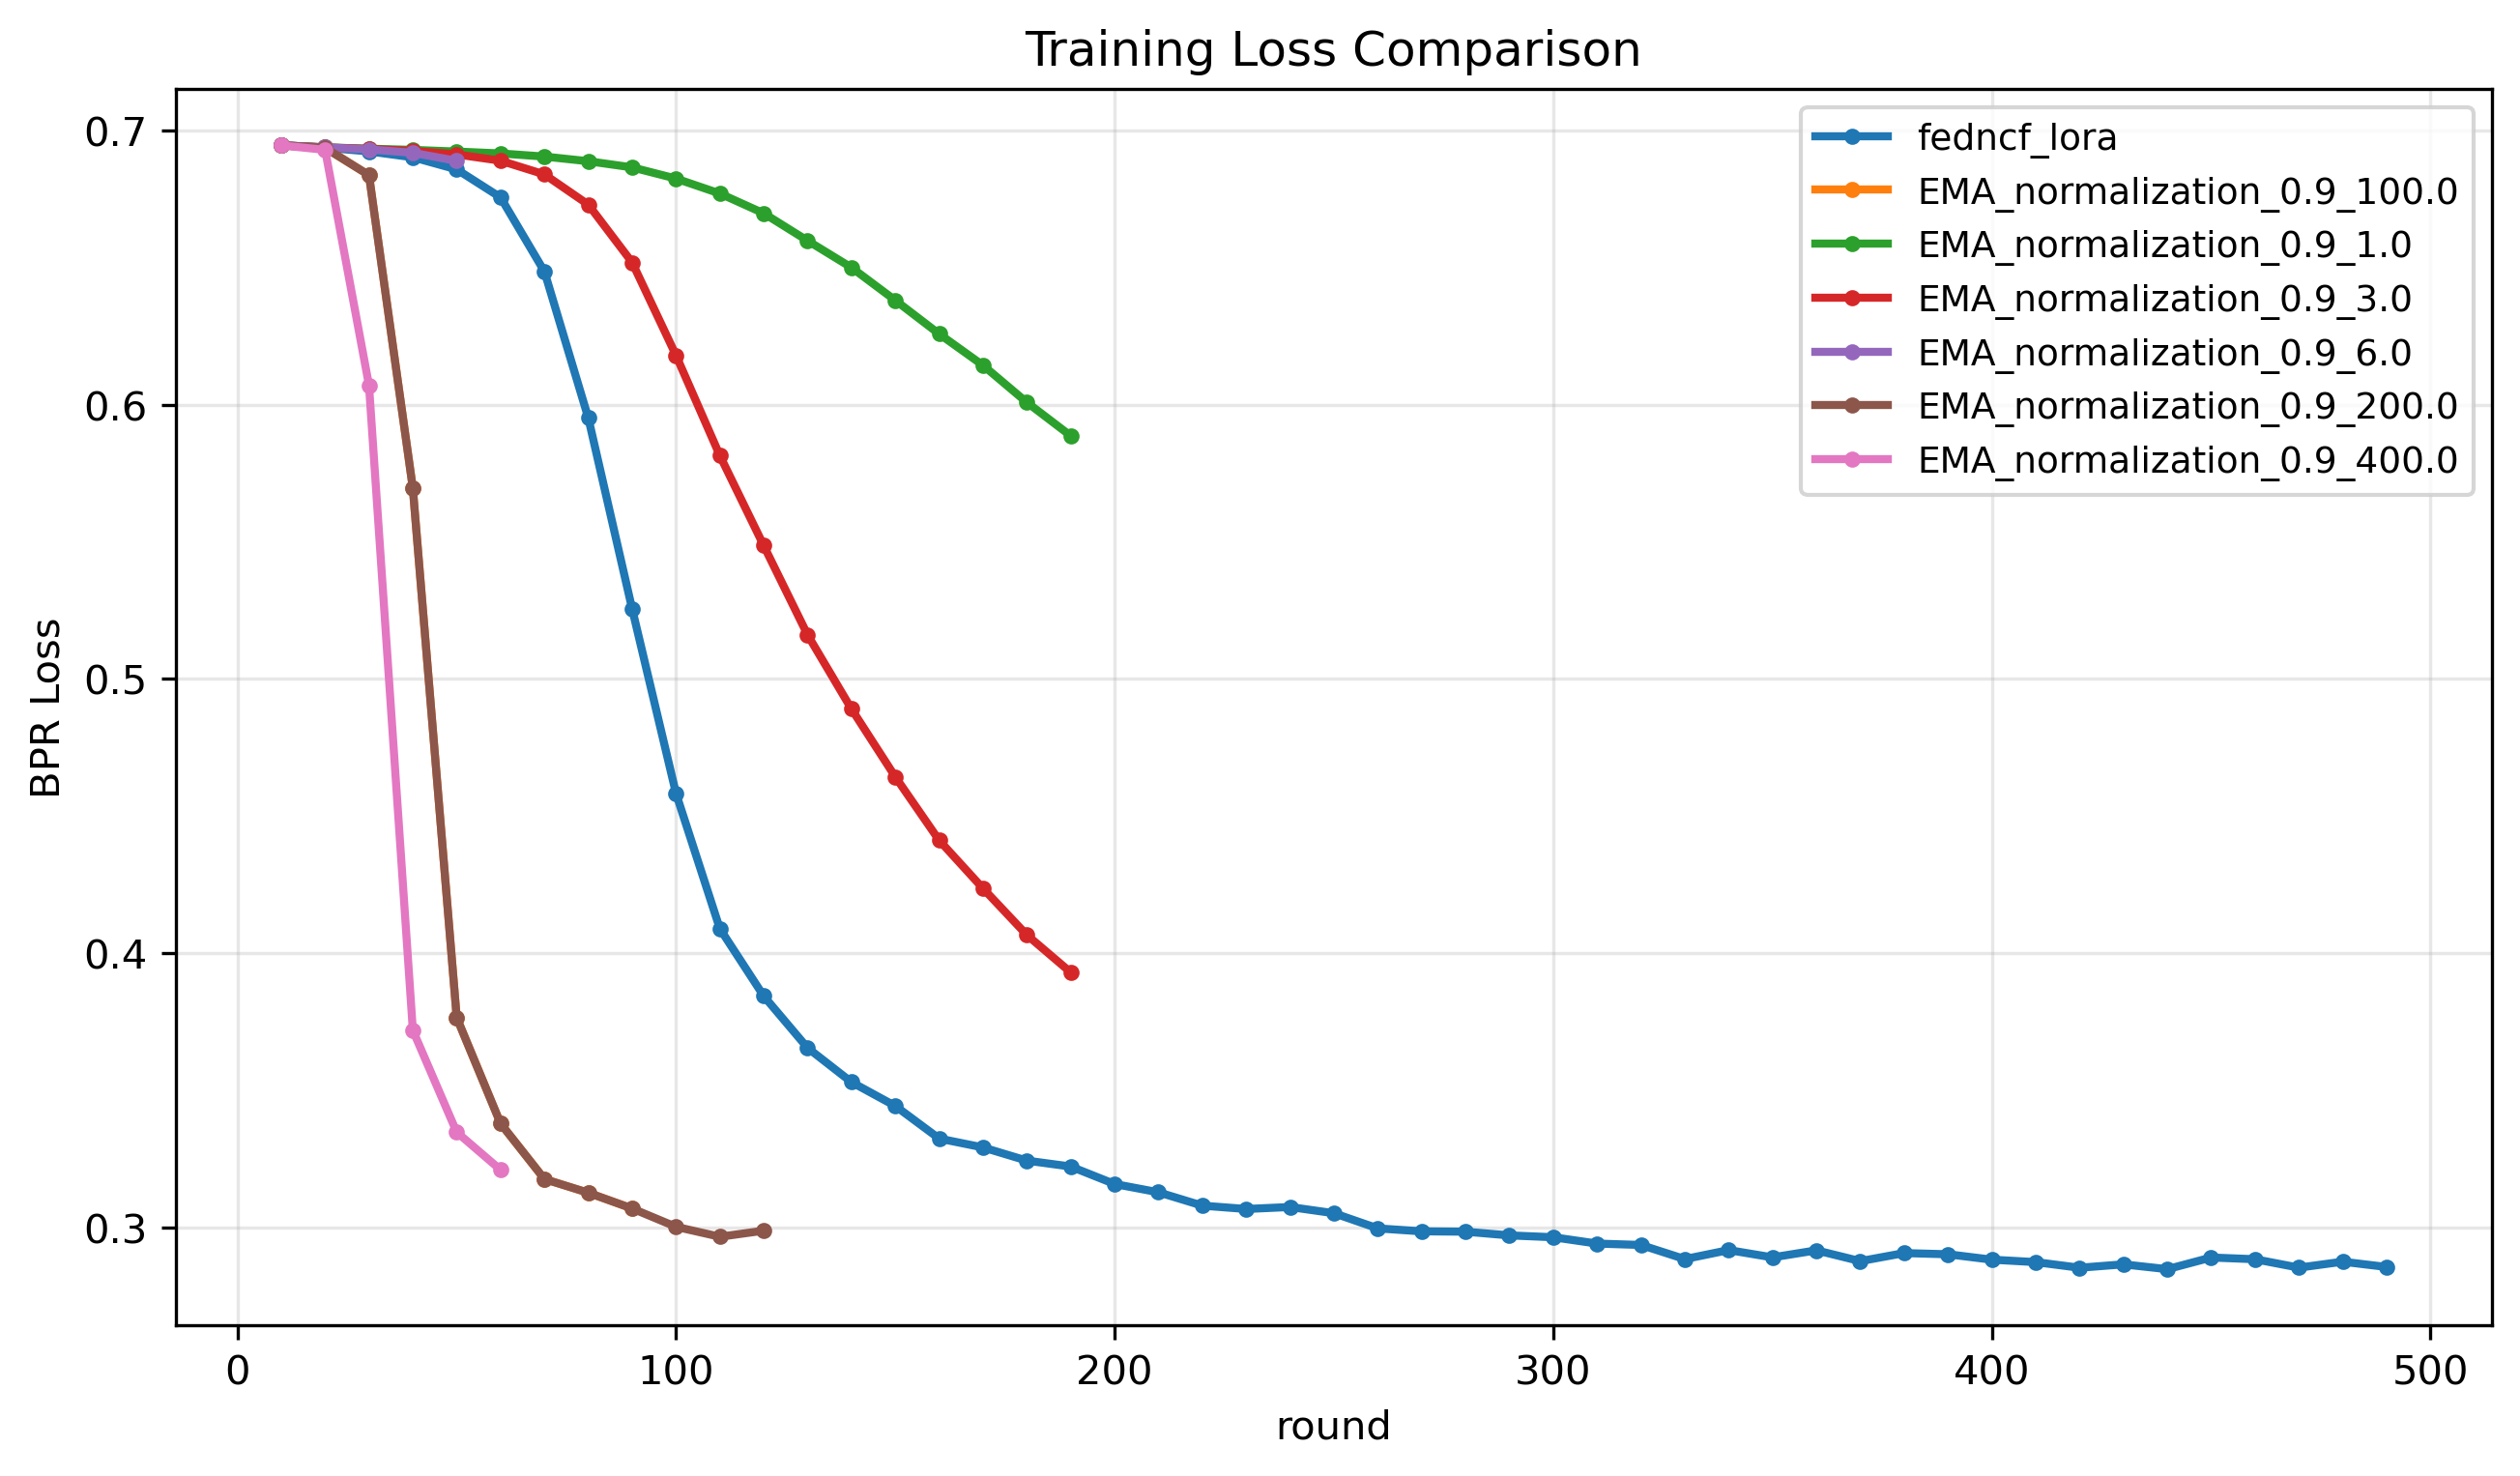 Training Loss Comparison
fedncf_lora
EMA_normalization_0.9_100.0
EMA_normalization_0.9_1.0
EMA_normalization_0.9_3.0
EMA_normalization_0.9_6.0
EMA_normalization_0.9_200.0
EMA_normalization_0.9_400.0
BPR Loss
0.7
0.6
0.5
0.4
0.3
0 100 200 300 400 500
round